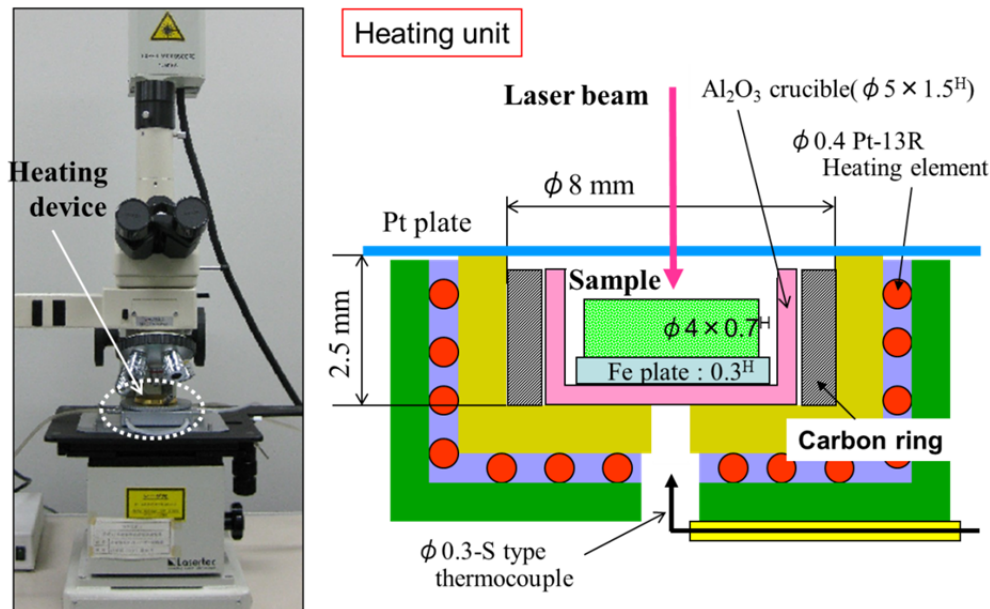 Heating unit
Heating
device
Laser beam
Al₂O₃ crucible(φ5×1.5ᴴ)
φ0.4 Pt-13R
Heating element
φ8 mm
Pt plate
2.5 mm
Sample
φ4×0.7ᴴ
Fe plate : 0.3ᴴ
Carbon ring
φ0.3-S type
thermocouple
Lasertec